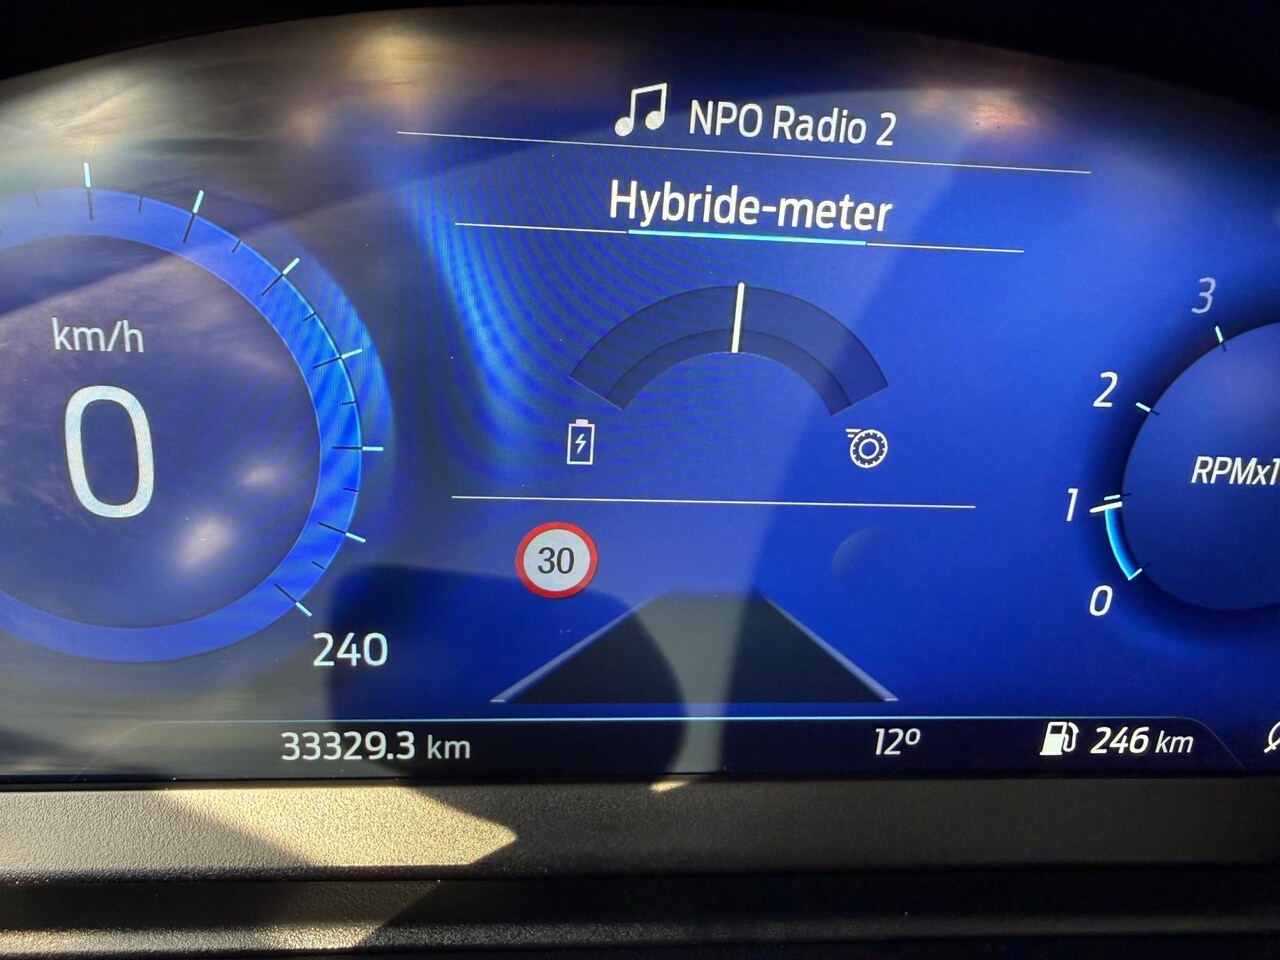 NPO Radio 2
Hybride-meter
km/h
0
240
30
3
2
1
0
RPMx1
33329.3 km
12º
246 km